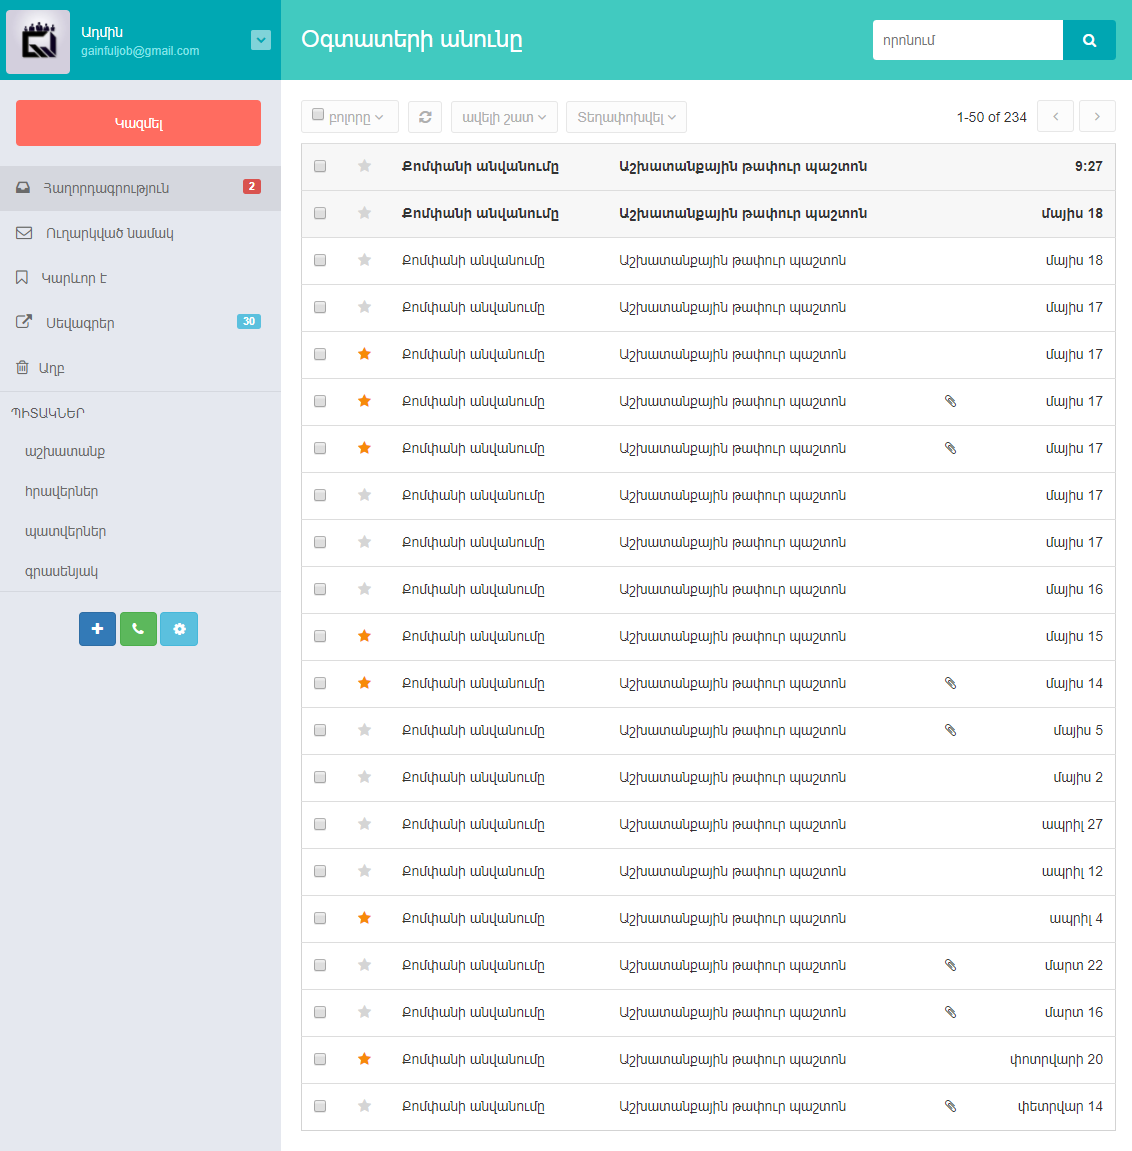 Ադմին
gainfuljob@gmail.com
Օգտատերի անունը
որոնում
Կազմել
Հաղորդագրություն 2
Ուղարկված նամակ
Կարևոր է
Սեվագրեր 30
Աղբ
ՊԻՏԱԿՆԵՐ
աշխատանք
հրավերներ
պատվերներ
գրասենյակ
բոլորը ավելի շատ Տեղափոխվել 1-50 of 234
Քոմփանի անվանումը Աշխատանքային թափուր պաշտոն 9:27
Քոմփանի անվանումը Աշխատանքային թափուր պաշտոն մայիս 18
Քոմփանի անվանումը Աշխատանքային թափուր պաշտոն մայիս 18
Քոմփանի անվանումը Աշխատանքային թափուր պաշտոն մայիս 17
Քոմփանի անվանումը Աշխատանքային թափուր պաշտոն մայիս 17
Քոմփանի անվանումը Աշխատանքային թափուր պաշտոն մայիս 17
Քոմփանի անվանումը Աշխատանքային թափուր պաշտոն մայիս 17
Քոմփանի անվանումը Աշխատանքային թափուր պաշտոն մայիս 17
Քոմփանի անվանումը Աշխատանքային թափուր պաշտոն մայիս 17
Քոմփանի անվանումը Աշխատանքային թափուր պաշտոն մայիս 16
Քոմփանի անվանումը Աշխատանքային թափուր պաշտոն մայիս 15
Քոմփանի անվանումը Աշխատանքային թափուր պաշտոն մայիս 14
Քոմփանի անվանումը Աշխատանքային թափուր պաշտոն մայիս 5
Քոմփանի անվանումը Աշխատանքային թափուր պաշտոն մայիս 2
Քոմփանի անվանումը Աշխատանքային թափուր պաշտոն ապրիլ 27
Քոմփանի անվանումը Աշխատանքային թափուր պաշտոն ապրիլ 12
Քոմփանի անվանումը Աշխատանքային թափուր պաշտոն ապրիլ 4
Քոմփանի անվանումը Աշխատանքային թափուր պաշտոն մարտ 22
Քոմփանի անվանումը Աշխատանքային թափուր պաշտոն մարտ 16
Քոմփանի անվանումը Աշխատանքային թափուր պաշտոն փոտրվարի 20
Քոմփանի անվանումը Աշխատանքային թափուր պաշտոն փետրվար 14